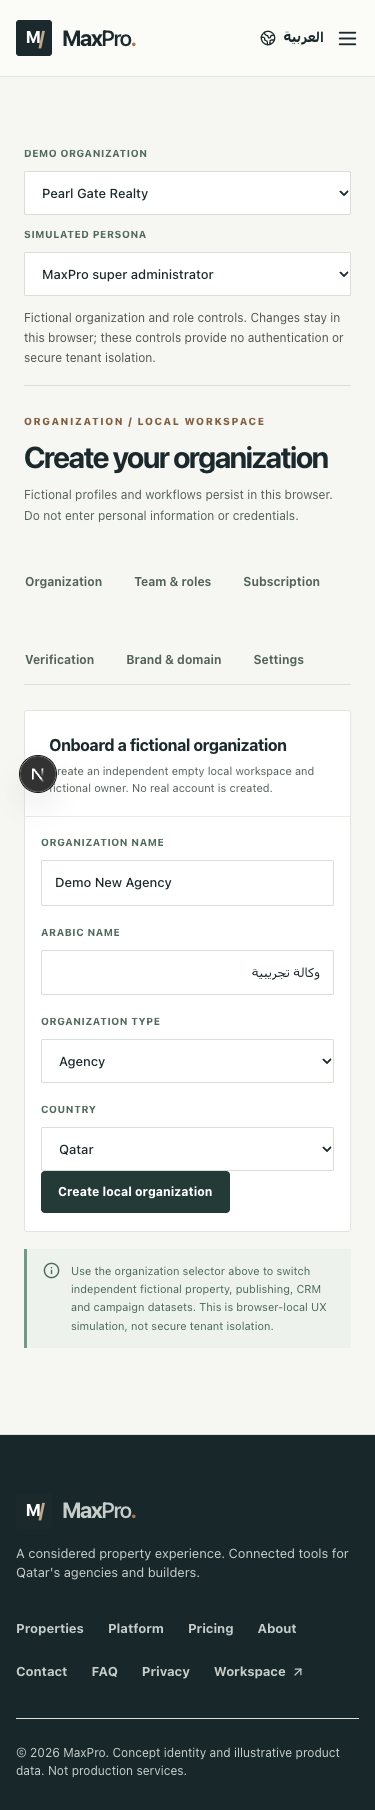 M/ MaxPro.
العربية
DEMO ORGANIZATION
Pearl Gate Realty
SIMULATED PERSONA
MaxPro super administrator
Fictional organization and role controls. Changes stay in
this browser; these controls provide no authentication or
secure tenant isolation.
ORGANIZATION / LOCAL WORKSPACE
Create your organization
Fictional profiles and workflows persist in this browser.
Do not enter personal information or credentials.
Organization Team & roles Subscription
Verification Brand & domain Settings
Onboard a fictional organization
create an independent empty local workspace and
fictional owner. No real account is created.
N
ORGANIZATION NAME
Demo New Agency
ARABIC NAME
وكالة تجريبية
ORGANIZATION TYPE
Agency
COUNTRY
Qatar
Create local organization
Use the organization selector above to switch
independent fictional property, publishing, CRM
and campaign datasets. This is browser-local UX
simulation, not secure tenant isolation.
M/ MaxPro.
A considered property experience. Connected tools for
Qatar's agencies and builders.
Properties Platform Pricing About
Contact FAQ Privacy Workspace
© 2026 MaxPro. Concept identity and illustrative product
data. Not production services.